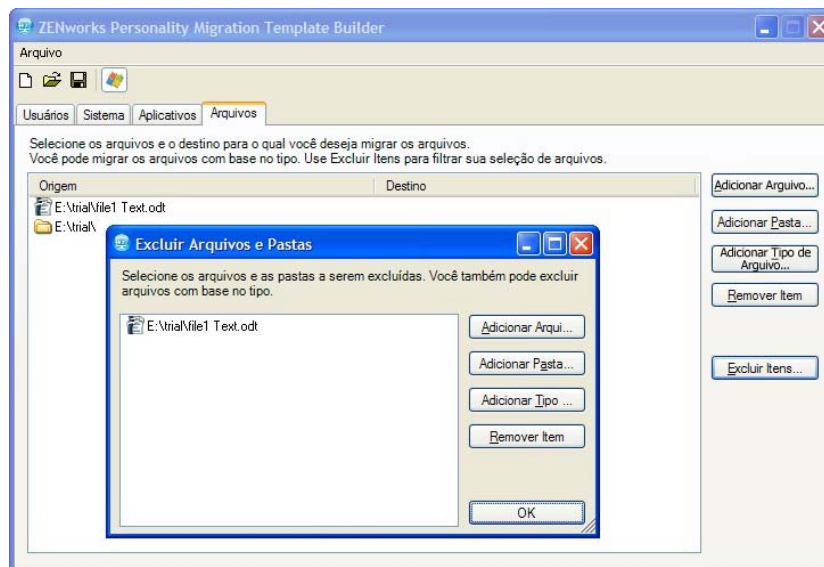 ZENworks Personality Migration Template Builder
Arquivo
Usuários Sistema Aplicativos Arquivos
Selecione os arquivos e o destino para o qual você deseja migrar os arquivos.
Você pode migrar os arquivos com base no tipo. Use Excluir Itens para filtrar sua seleção de arquivos.
Origem Destino
E:\trial\file1 Text.odt
E:\trial\
Adicionar Arquivo...
Adicionar Pasta...
Adicionar Tipo de
Arquivo...
Remover Item
Excluir Itens...
Excluir Arquivos e Pastas
Selecione os arquivos e as pastas a serem excluídas. Você também pode excluir
arquivos com base no tipo.
E:\trial\file1 Text.odt
Adicionar Arqui...
Adicionar Pasta...
Adicionar Tipo ...
Remover Item
OK